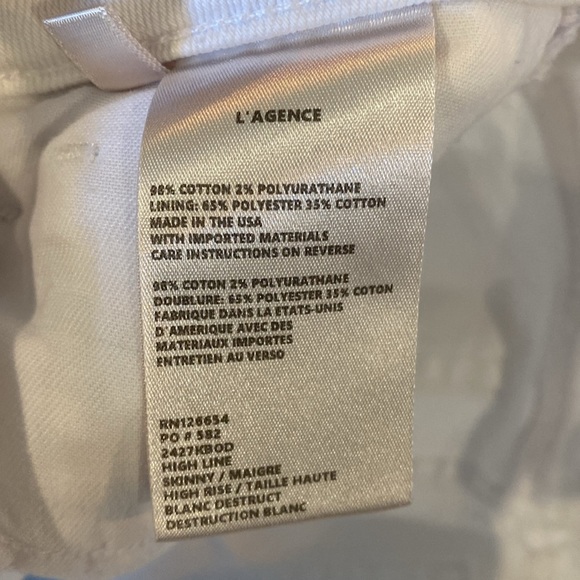 L'AGENCE
98% COTTON 2% POLYURATHANE
LINING: 65% POLYESTER 35% COTTON
MADE IN THE USA
WITH IMPORTED MATERIALS
CARE INSTRUCTIONS ON REVERSE
98% COTON 2% POLYURATHANE
DOUBLURE: 65% POLYESTER 35% COTON
FABRIQUE DANS LA ETATS-UNIS
D'AMERIQUE AVEC DES
MATERIAUX IMPORTES
ENTRETIEN AU VERSO
RN126654
PO # 582
2427KBOD
HIGH LINE
SKINNY / MAIGRE
HIGH RISE / TAILLE HAUTE
BLANC DESTRUCT
DESTRUCTION BLANC